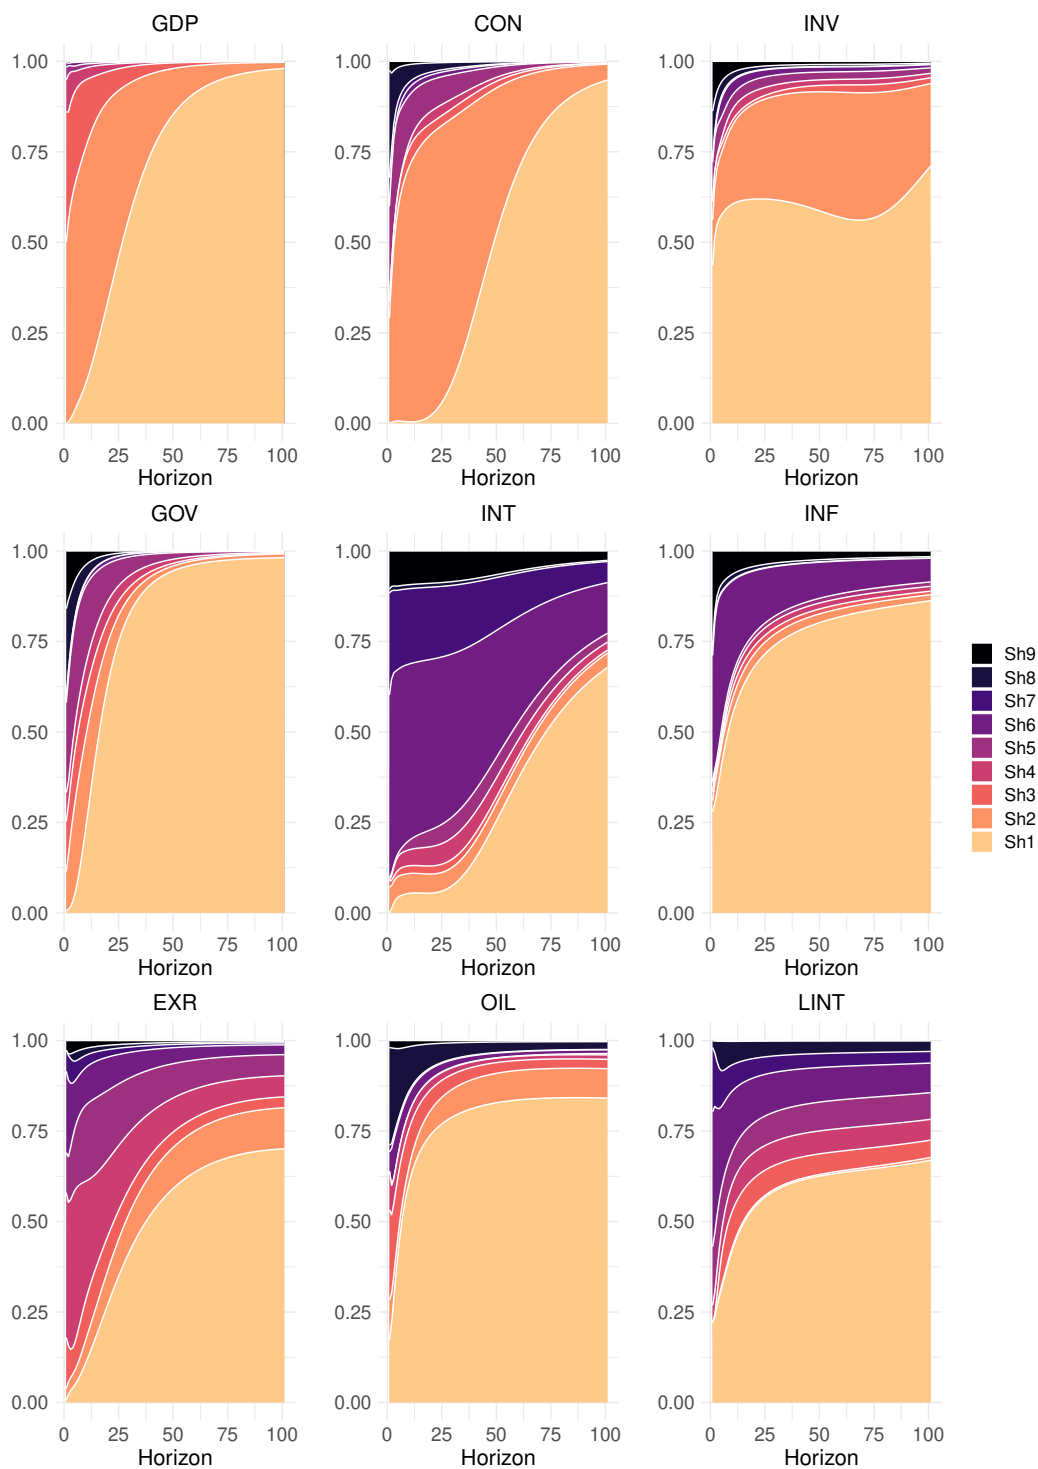 GDP CON INV
1.00 1.00 1.00
0.75 0.75 0.75
0.50 0.50 0.50
0.25 0.25 0.25
0.00 0.00 0.00
0 25 50 75 100 0 25 50 75 100 0 25 50 75 100
Horizon Horizon Horizon
GOV INT INF
1.00 1.00 1.00
0.75 0.75 0.75
0.50 0.50 0.50
0.25 0.25 0.25
0.00 0.00 0.00
0 25 50 75 100 0 25 50 75 100 0 25 50 75 100
Horizon Horizon Horizon
EXR OIL LINT
1.00 1.00 1.00
0.75 0.75 0.75
0.50 0.50 0.50
0.25 0.25 0.25
0.00 0.00 0.00
0 25 50 75 100 0 25 50 75 100 0 25 50 75 100
Horizon Horizon Horizon
Sh9
Sh8
Sh7
Sh6
Sh5
Sh4
Sh3
Sh2
Sh1